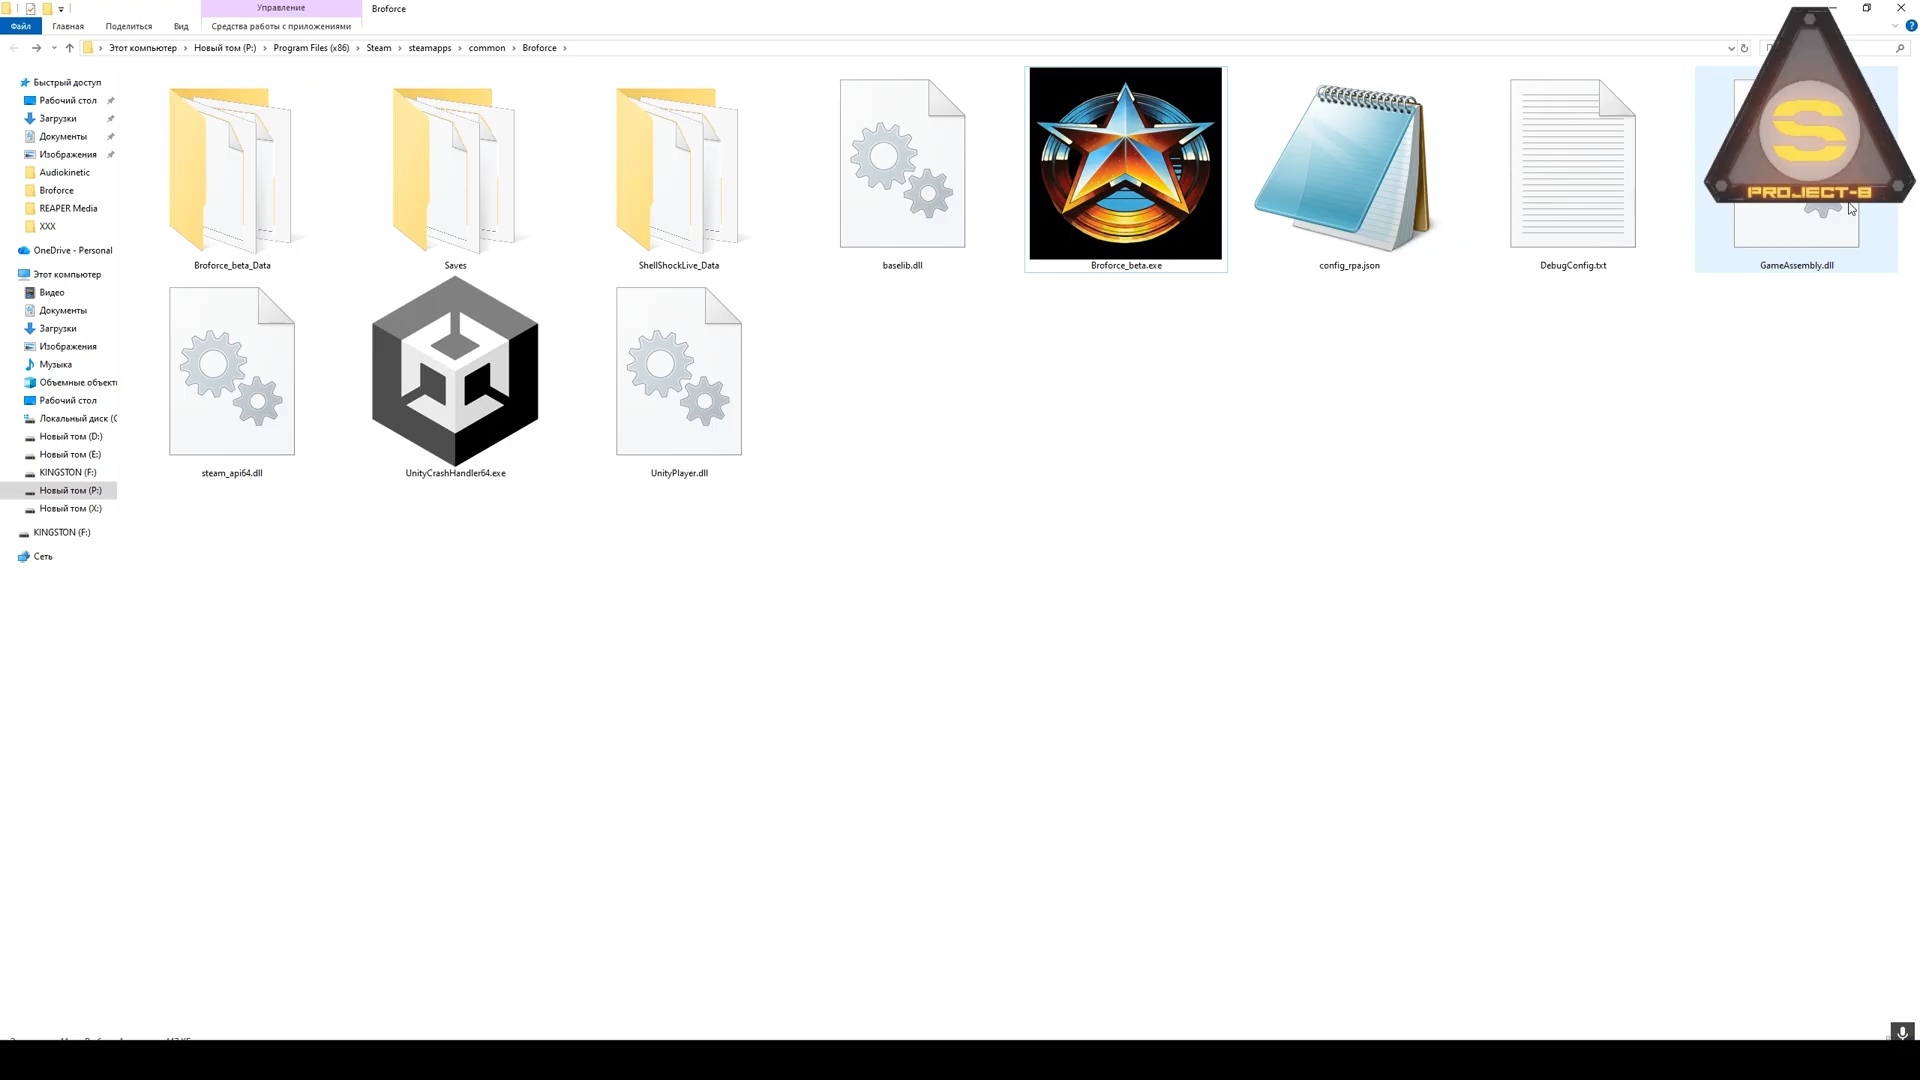 Управление
Broforce
Файл
Главная
Поделиться
Вид
Средства работы с приложениями
Этот компьютер
Новый том (P:)
Program Files (x86)
Steam
steamapps
common
Broforce
Быстрый доступ
Рабочий стол
Загрузки
Документы
Изображения
Audiokinetic
Broforce
REAPER Media
XXX
OneDrive - Personal
Этот компьютер
Видео
Документы
Загрузки
Изображения
Музыка
Объемные объекты
Рабочий стол
Локальный диск (C
Новый том (D:)
Новый том (E:)
KINGSTON (F:)
Новый том (P:)
Новый том (X:)
KINGSTON (F:)
Сеть
Broforce_beta_Data
Saves
ShellShockLive_Data
baselib.dll
Broforce_beta.exe
config_rpa.json
DebugConfig.txt
GameAssembly.dll
steam_api64.dll
UnityCrashHandler64.exe
UnityPlayer.dll
S
PROJECT-B